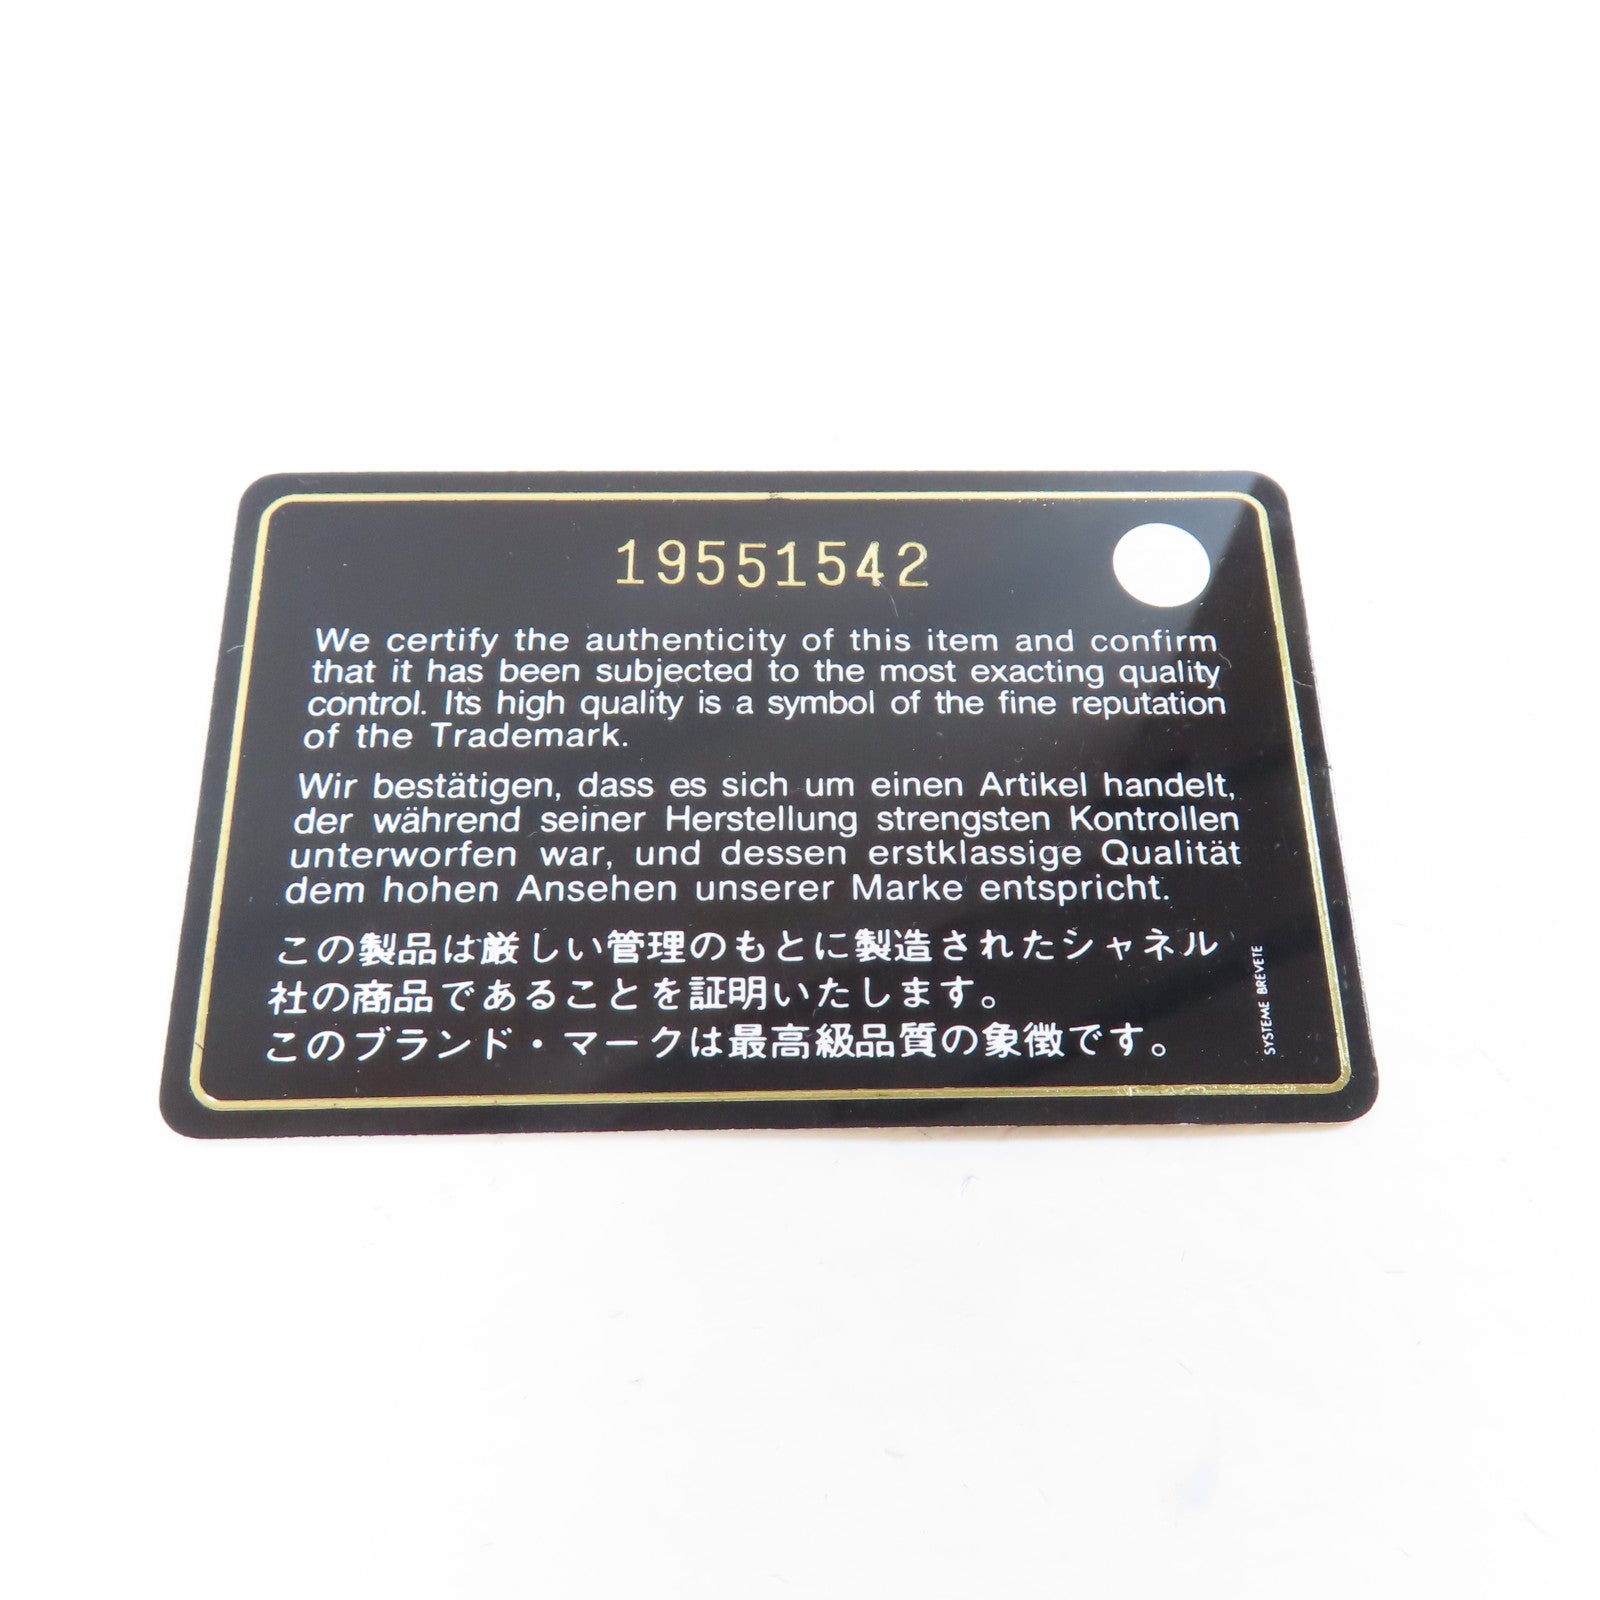 19551542
We certify the authenticity of this item and confirm
that it has been subjected to the most exacting quality
control. Its high quality is a symbol of the fine reputation
of the Trademark.
Wir bestätigen, dass es sich um einen Artikel handelt,
der während seiner Herstellung strengsten Kontrollen
unterworfen war, und dessen erstklassige Qualität
dem hohen Ansehen unserer Marke entspricht.
この製品は厳しい管理のもとに製造されたシャネル
社の商品であることを証明いたします。
このブランド・マークは最高級品質の象徴です。
SYSTEME BREVETE